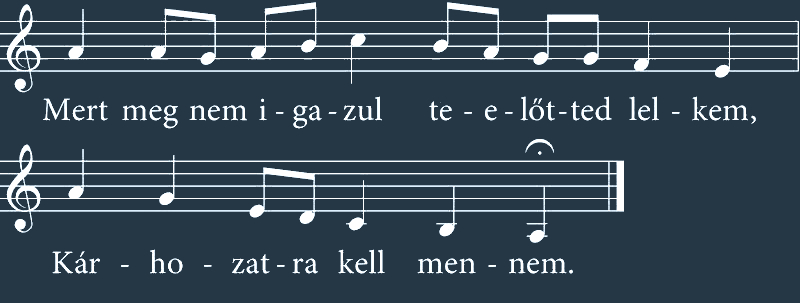 Mert meg nem i - ga - zul te - e - lőt - ted lel - kem,
Kár - ho - zat - ra kell men - nem.